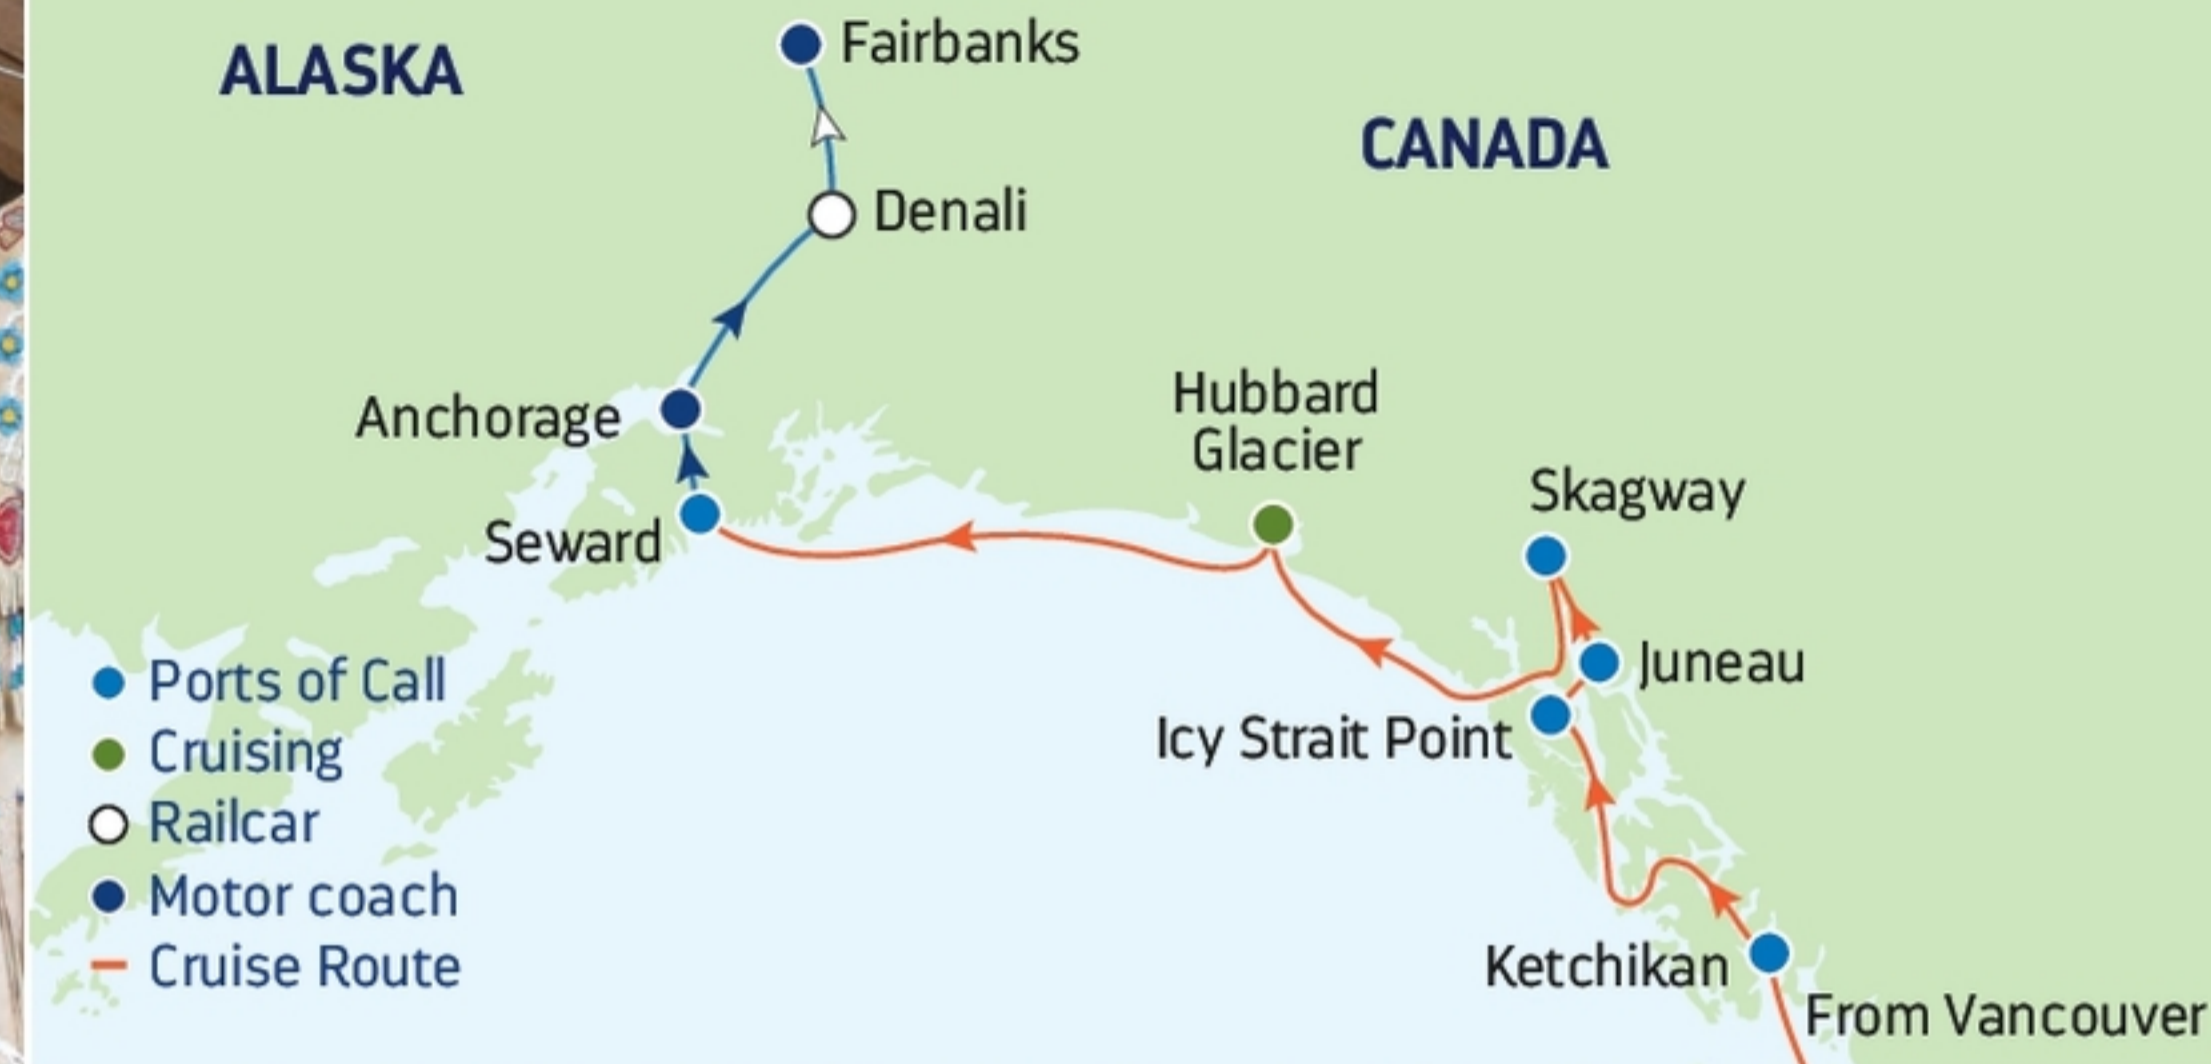 ALASKA
Fairbanks
CANADA
Denali
Anchorage
Hubbard
Glacier
Skagway
Seward
Juneau
Icy Strait Point
Ketchikan
From Vancouver
Ports of Call
Cruising
Railcar
Motor coach
Cruise Route